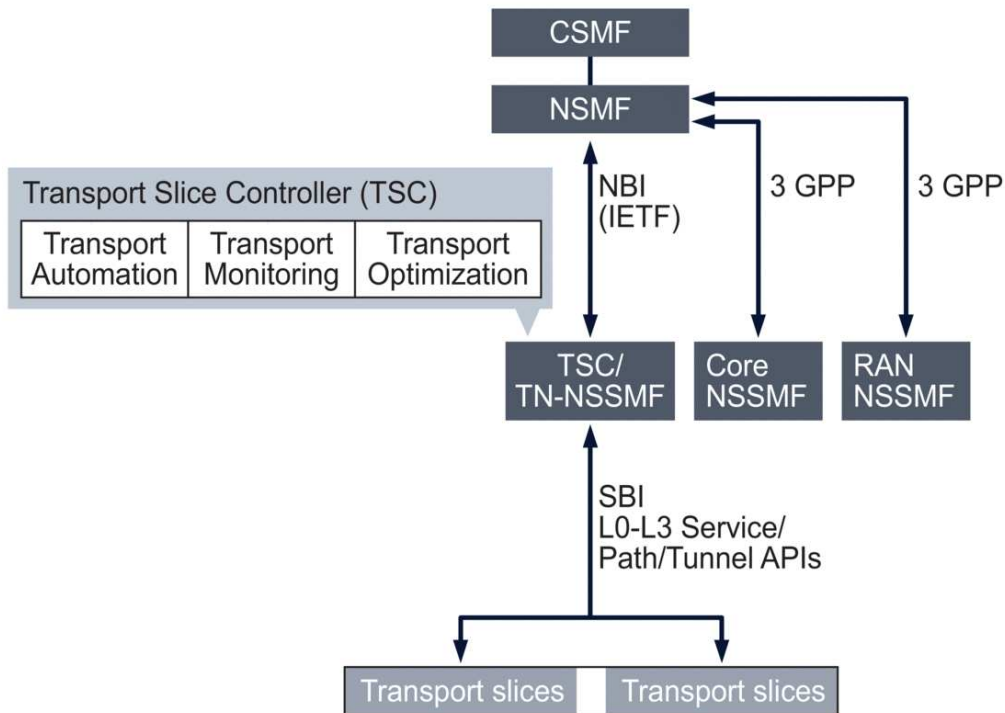 CSMF
NSMF
NBI
(IETF)
3 GPP
3 GPP
Transport Slice Controller (TSC)
Transport
Automation
Transport
Monitoring
Transport
Optimization
TSC/
TN-NSSMF
Core
NSSMF
RAN
NSSMF
SBI
L0-L3 Service/
Path/Tunnel APIs
Transport slices
Transport slices